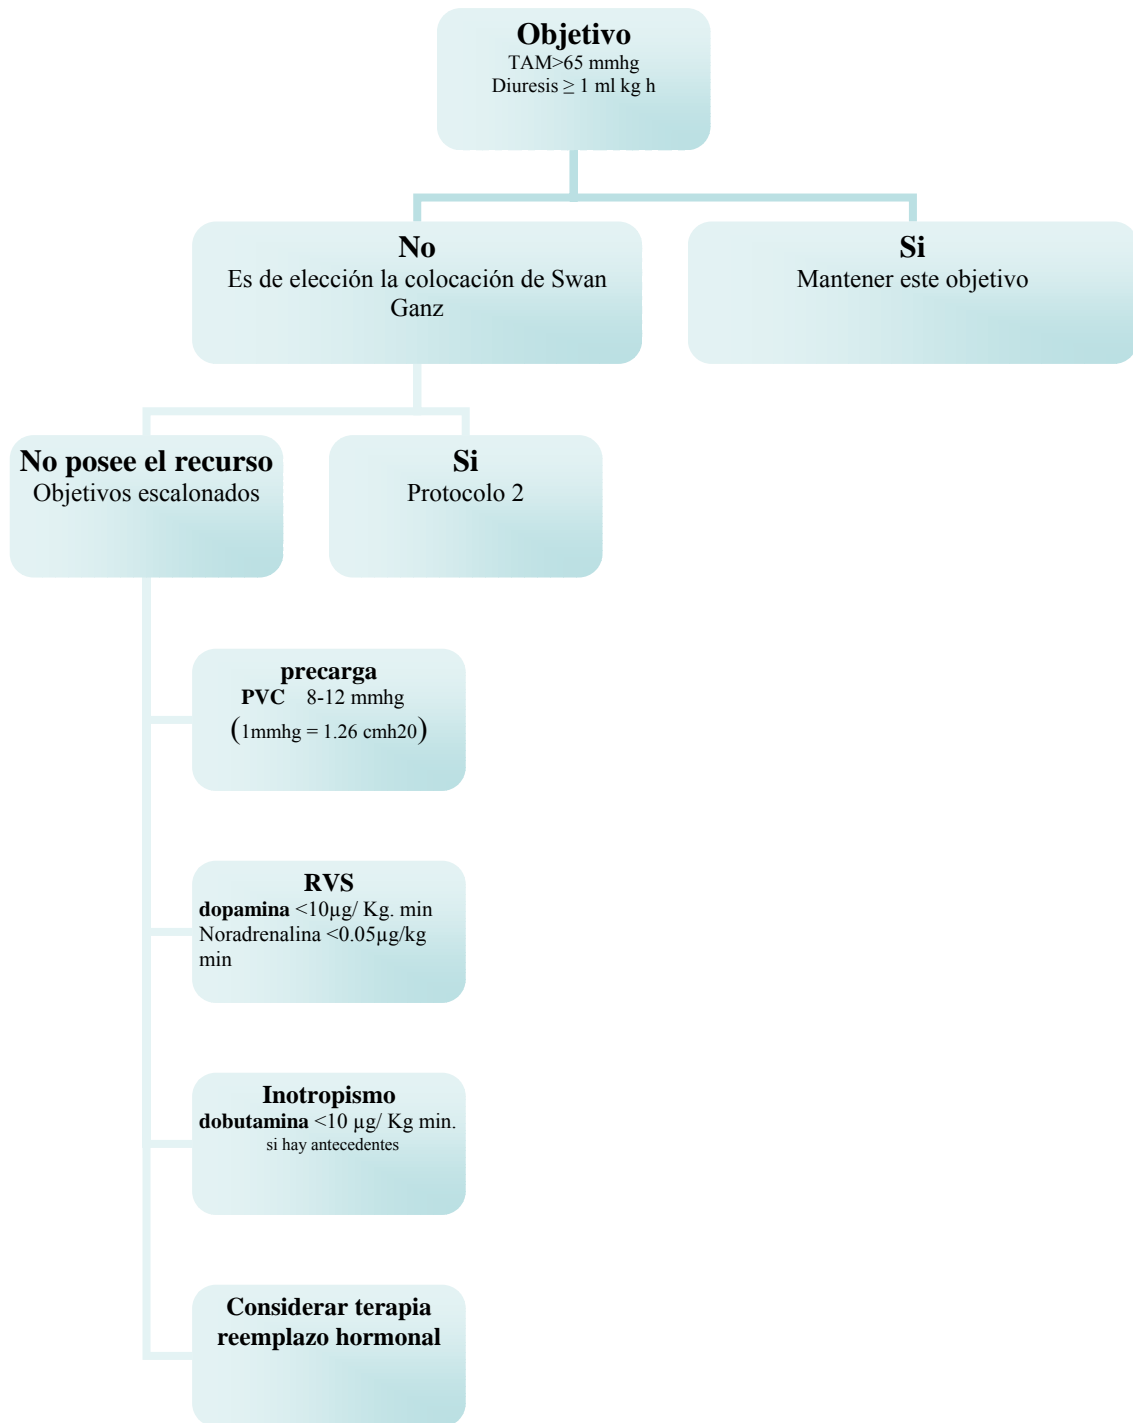 Objetivo
TAM>65 mmhg
Diuresis ≥ 1 ml kg h
No
Es de elección la colocación de Swan
Ganz
Si
Mantener este objetivo
No posee el recurso
Objetivos escalonados
Si
Protocolo 2
precarga
PVC 8-12 mmhg
(1mmhg = 1.26 cmh20)
RVS
dopamina <10µg/ Kg. min
Noradrenalina <0.05µg/kg
min
Inotropismo
dobutamina <10 µg/ Kg min.
si hay antecedentes
Considerar terapia
reemplazo hormonal